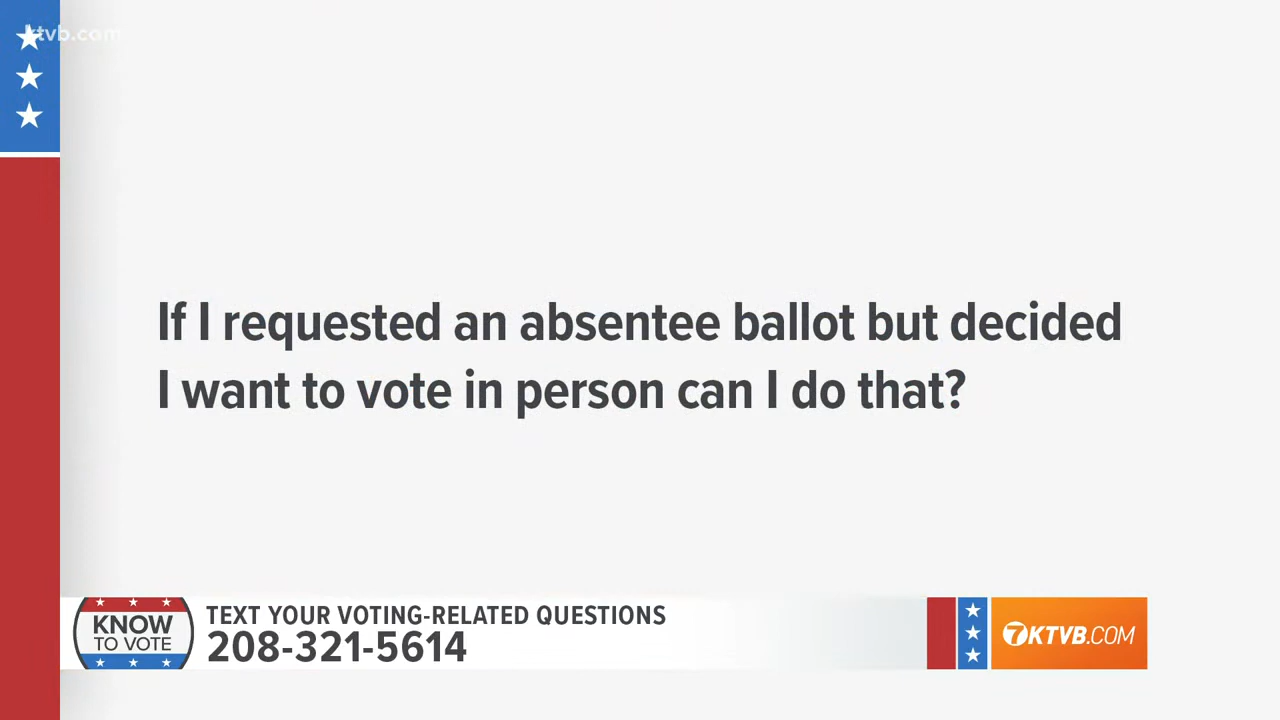 ktvb.com
If I requested an absentee ballot but decided
I want to vote in person can I do that?
KNOW
TO VOTE
TEXT YOUR VOTING-RELATED QUESTIONS
208-321-5614
7KTVB.COM